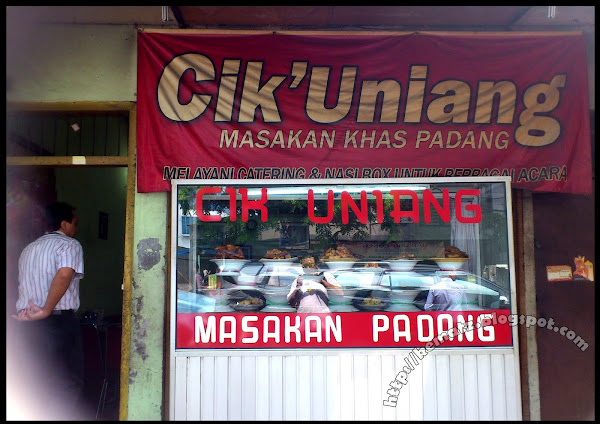 Cik'Uniang
MASAKAN KHAS PADANG
MELAYANI CATERING & NASI BOX UNTUK BERBAGAI ACARA
CIK UNIANG
MASAKAN PADANG